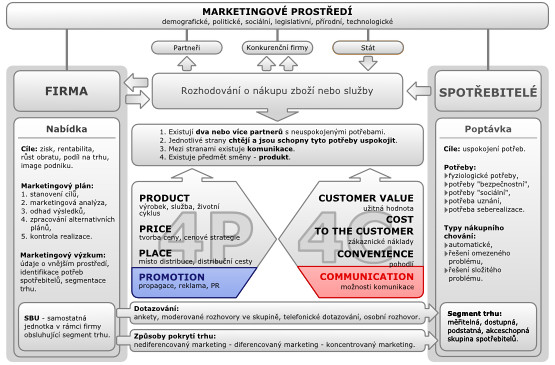 MARKETINGOVÉ PROSTŘEDÍ
demografické, politické, sociální, legislativní, přírodní, technologické
Partneři
Konkurenční firmy
Stát
FIRMA
Rozhodování o nákupu zboží nebo služby
SPOTŘEBITELÉ
Nabídka
Cíle: zisk, rentabilita,
růst obratu, podíl na trhu,
image podniku.
Marketingový plán:
1. stanovení cílů,
2. marketingová analýza,
3. odhad výsledků,
4. zpracování alternativních
plánů,
5. kontrola realizace.
Marketingový výzkum:
údaje o vnějším prostředí,
identifikace potřeb
spotřebitelů, segmentace
trhu.
SBU – samostatná
jednotka v rámci firmy
obsluhující segment trhu.
1. Existují dva nebo více partnerů s neuspokojenými potřebami.
2. Jednotlivé strany chtějí a jsou schopny tyto potřeby uspokojit.
3. Mezi stranami existuje komunikace.
4. Existuje předmět směny - produkt.
4P
PRODUCT
výrobek, služba, životní
cyklus
PRICE
tvorba ceny, cenové strategie
PLACE
místo distribuce, distribuční cesty
PROMOTION
propagace, reklama, PR
4C
CUSTOMER VALUE
užitná hodnota
COST
TO THE CUSTOMER
zákaznické náklady
CONVENIENCE
pohodlí
COMMUNICATION
možnosti komunikace
Poptávka
Cíle: uspokojení potřeb.
Potřeby:
fyziologické potřeby,
potřeby "bezpečnostní",
potřeby "sociální",
potřeba uznání,
potřeba seberealizace.
Typy nákupního
chování:
automatické,
řešení omezeného
problému,
řešení složitého
problému.
Segment trhu:
měřitelná, dostupná,
podstatná, akceschopná
skupina spotřebitelů.
Dotazování:
ankety, moderované rozhovory ve skupině, telefonické dotazování, osobní rozhovor.
Způsoby pokrytí trhu:
nediferencovaný marketing - diferencovaný marketing - koncentrovaný marketing.